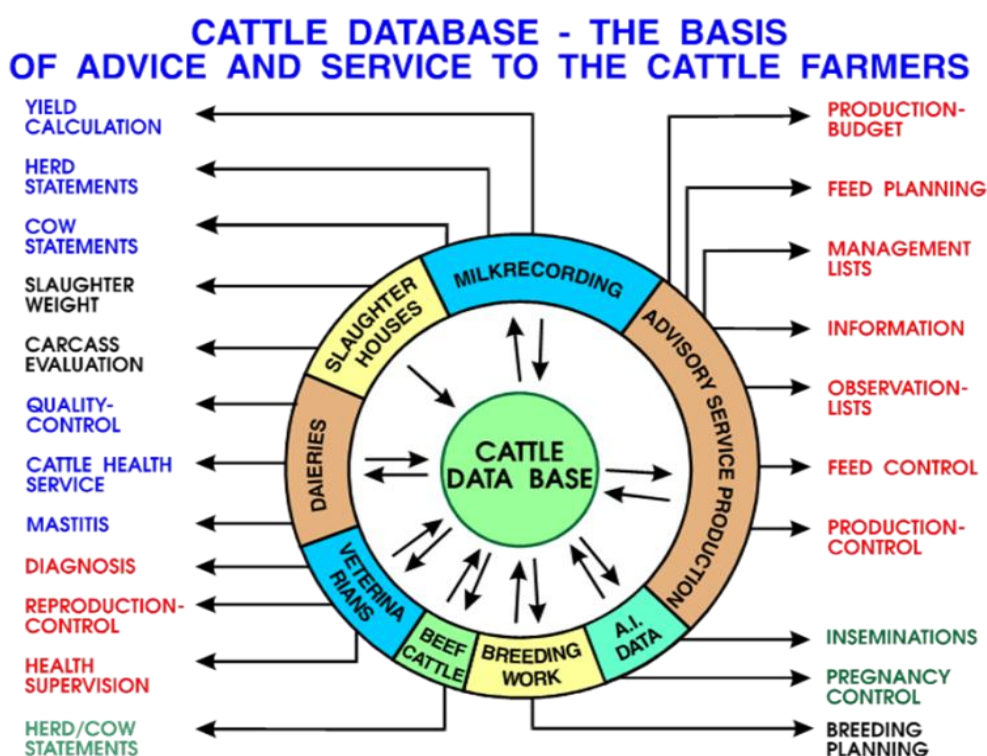 CATTLE DATABASE - THE BASIS
OF ADVICE AND SERVICE TO THE CATTLE FARMERS
YIELD
CALCULATION
HERD
STATEMENTS
COW
STATEMENTS
SLAUGHTER
WEIGHT
CARCASS
EVALUATION
QUALITY-
CONTROL
CATTLE HEALTH
SERVICE
MASTITIS
DIAGNOSIS
REPRODUCTION-
CONTROL
HEALTH
SUPERVISION
HERD/COW
STATEMENTS
MILKRECORDING
SLAUGHTER
HOUSES
DAIERIES
VETERINA
RIANS
BEEF
CATTLE
BREEDING
WORK
A.I.
DATA
ADVISORY SERVICE PRODUCTION
CATTLE
DATA BASE
PRODUCTION-
BUDGET
FEED PLANNING
MANAGEMENT
LISTS
INFORMATION
OBSERVATION-
LISTS
FEED CONTROL
PRODUCTION-
CONTROL
INSEMINATIONS
PREGNANCY
CONTROL
BREEDING
PLANNING